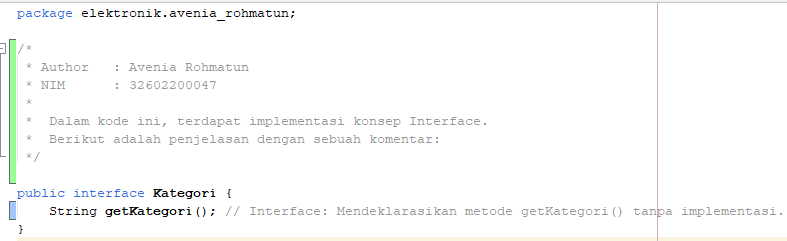 package elektronik.avenia_rohmatun;
/*
 * Author   : Avenia Rohmatun
 * NIM      : 32602200047
 *
 *  Dalam kode ini, terdapat implementasi konsep Interface.
 *  Berikut adalah penjelasan dengan sebuah komentar:
 */
public interface Kategori {
    String getKategori(); // Interface: Mendeklarasikan metode getKategori() tanpa implementasi.
}